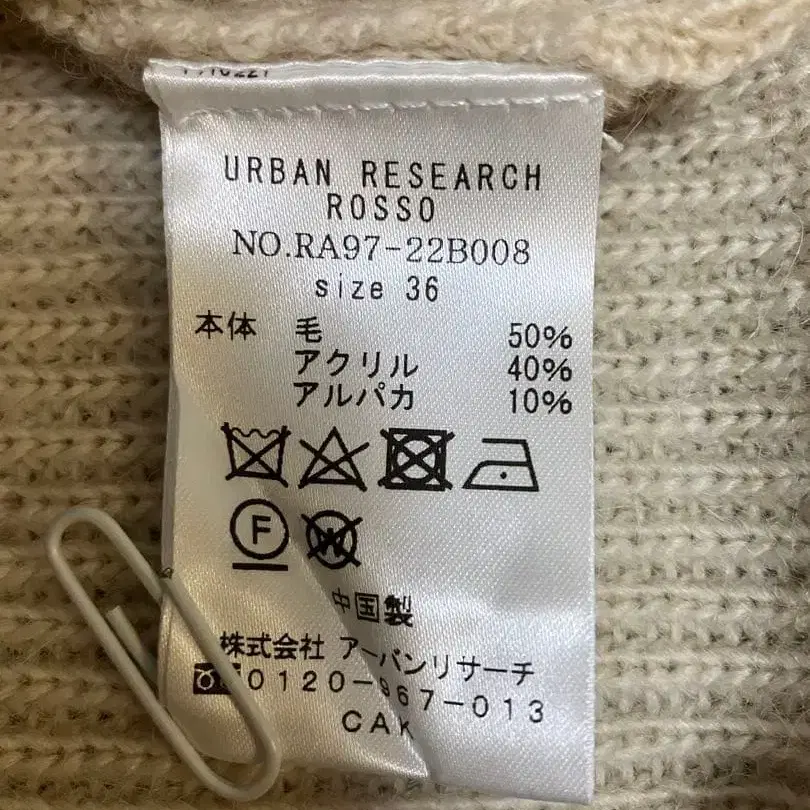 URBAN RESEARCH
ROSSO
NO.RA97-22B008
size 36
本体 毛 50%
アクリル 40%
アルパカ 10%
F W
中国製
株式会社 アーバンリサーチ
0120-967-013
CAK